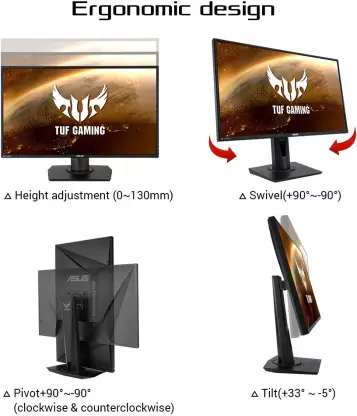 Ergonomic design
TUF GAMING
TUF GAMING
△ Height adjustment (0~130mm)
△ Swivel(+90°~-90°)
ASUS
△ Pivot+90°~-90°
(clockwise & counterclockwise)
△ Tilt(+33° ~ -5°)